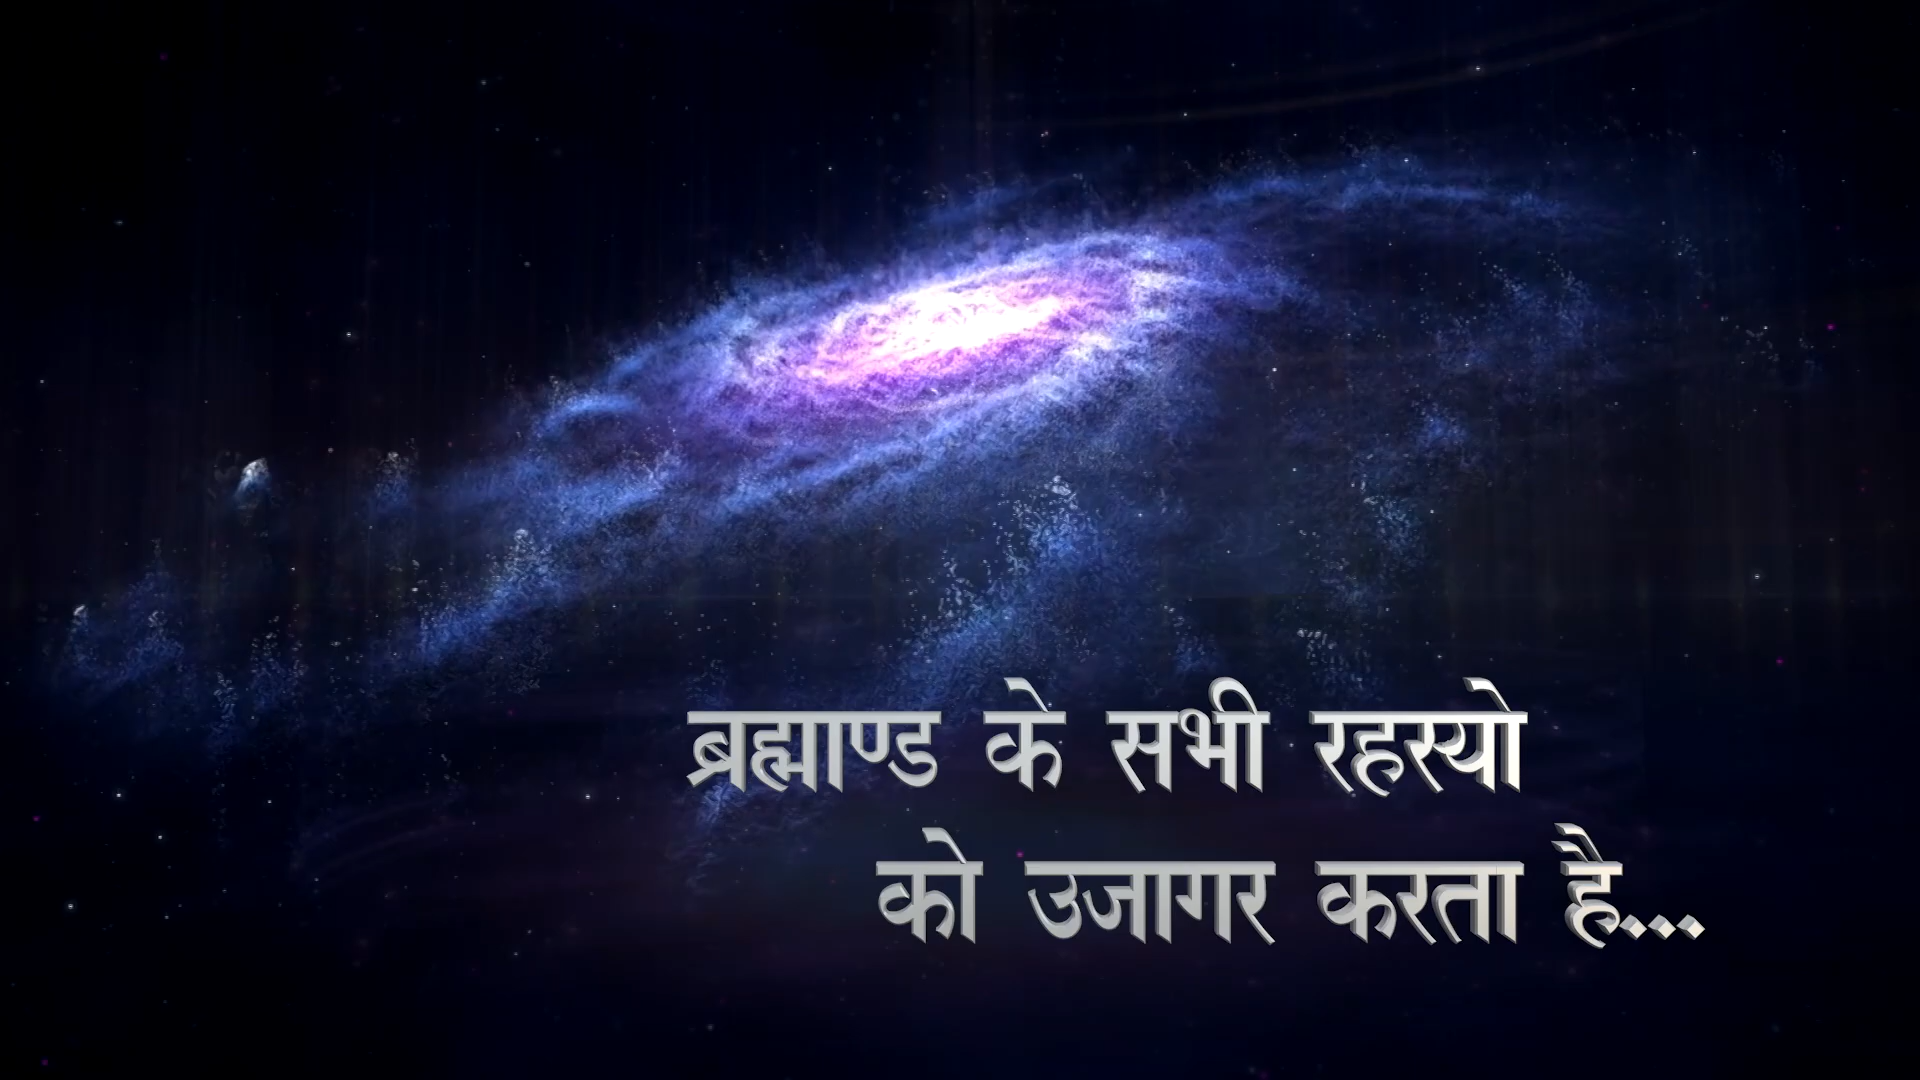 ब्रह्माण्ड के सभी रहस्यो
को उजागर करता है...